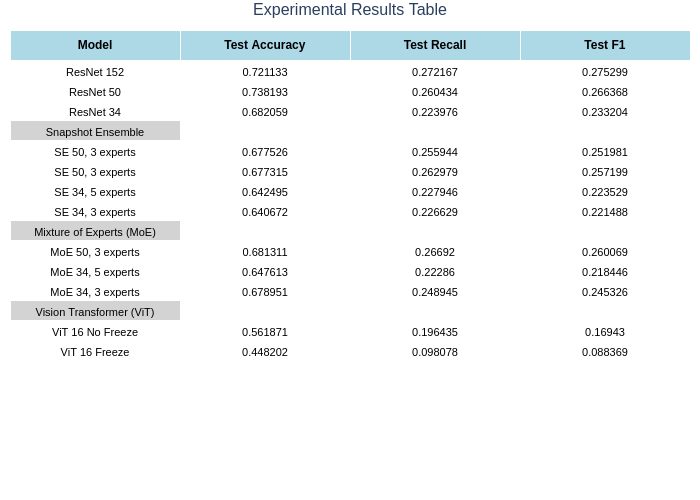 Experimental Results Table
Model Test Accuracy Test Recall Test F1
ResNet 152 0.721133 0.272167 0.275299
ResNet 50 0.738193 0.260434 0.266368
ResNet 34 0.682059 0.223976 0.233204
Snapshot Ensemble
SE 50, 3 experts 0.677526 0.255944 0.251981
SE 50, 3 experts 0.677315 0.262979 0.257199
SE 34, 5 experts 0.642495 0.227946 0.223529
SE 34, 3 experts 0.640672 0.226629 0.221488
Mixture of Experts (MoE)
MoE 50, 3 experts 0.681311 0.26692 0.260069
MoE 34, 5 experts 0.647613 0.22286 0.218446
MoE 34, 3 experts 0.678951 0.248945 0.245326
Vision Transformer (ViT)
ViT 16 No Freeze 0.561871 0.196435 0.16943
ViT 16 Freeze 0.448202 0.098078 0.088369